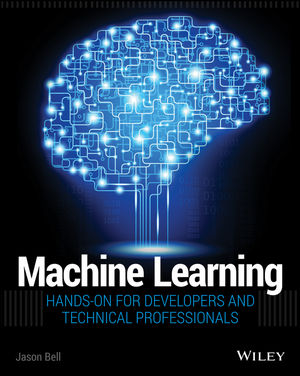 Machine Learning
HANDS-ON FOR DEVELOPERS AND
TECHNICAL PROFESSIONALS
Jason Bell
WILEY